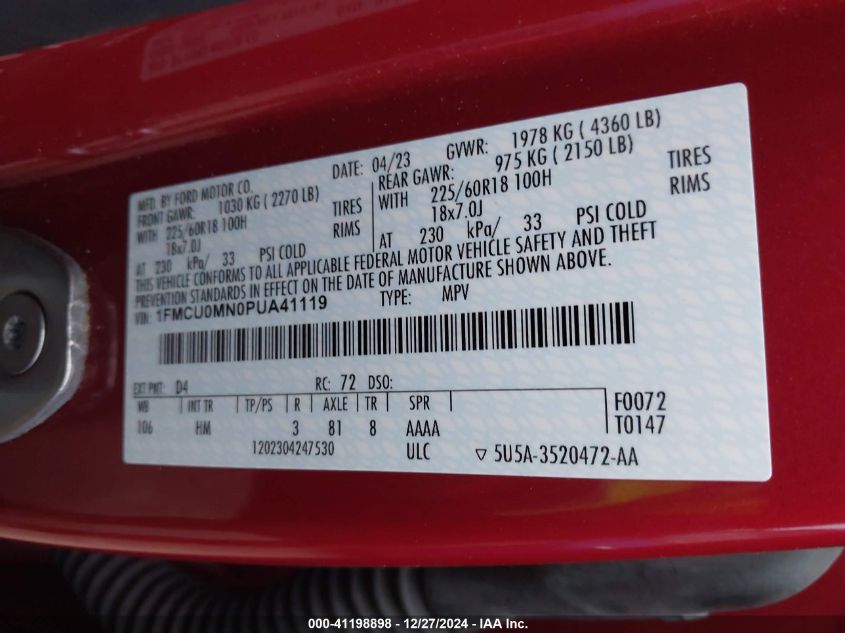 MFD. BY FORD MOTOR CO.
DATE: 04/23 GVWR: 1978 KG ( 4360 LB)
FRONT GAWR: 1030 KG ( 2270 LB)
WITH 225/60R18 100H TIRES
18x7.0J RIMS
AT 230 kPa/ 33 PSI COLD
REAR GAWR: 975 KG ( 2150 LB)
WITH 225/60R18 100H TIRES
18x7.0J RIMS
AT 230 kPa/ 33 PSI COLD
THIS VEHICLE CONFORMS TO ALL APPLICABLE FEDERAL MOTOR VEHICLE SAFETY AND THEFT
PREVENTION STANDARDS IN EFFECT ON THE DATE OF MANUFACTURE SHOWN ABOVE.
VIN: 1FMCU0MN0PUA41119 TYPE: MPV
EXT PNT: D4 RC: 72 DSO:
WB INT TR TP/PS R AXLE TR SPR F0072
106 HM 3 81 8 AAAA T0147
1202304247530 ULC ▽ 5U5A-3520472-AA
000-41198898 - 12/27/2024 - IAA Inc.